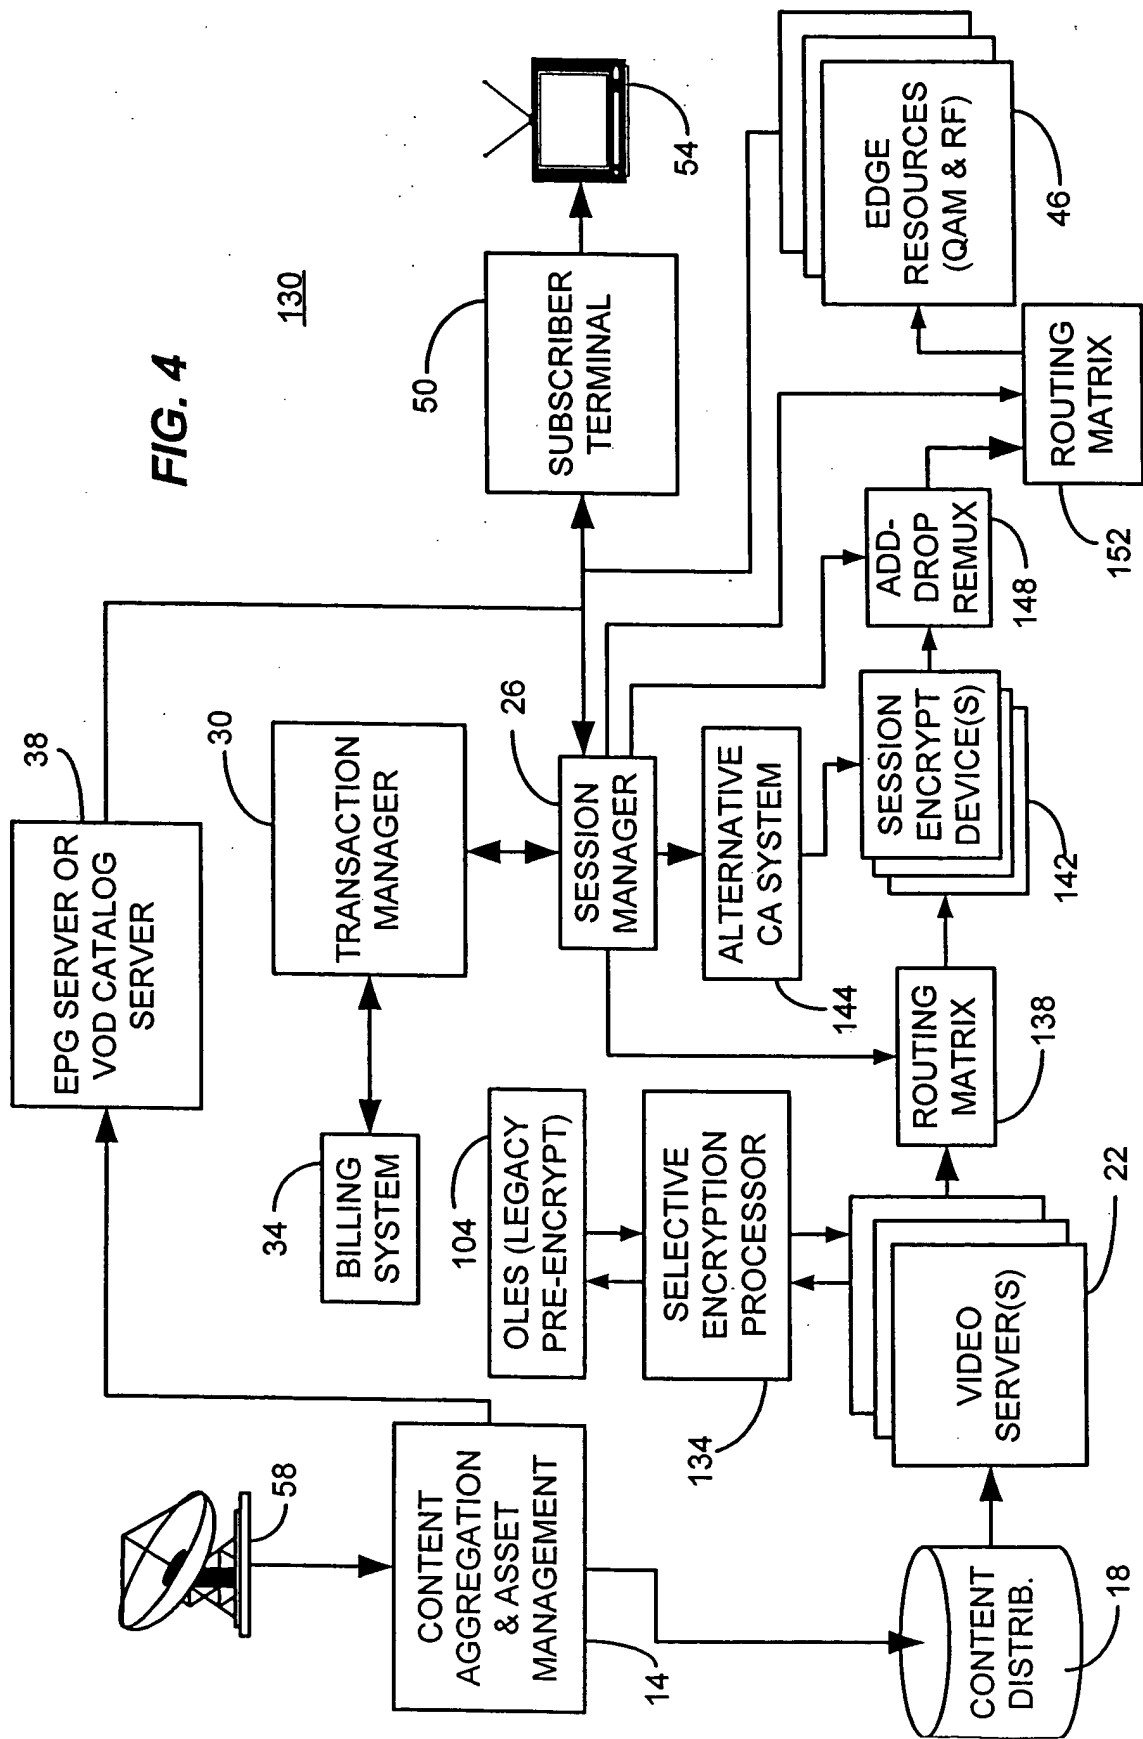 FIG. 4
130
58
CONTENT
AGGREGATION
& ASSET
MANAGEMENT
14
EPG SERVER OR
VOD CATALOG
SERVER
38
34
BILLING
SYSTEM
30
TRANSACTION
MANAGER
104
OLES (LEGACY
PRE-ENCRYPT)
26
SESSION
MANAGER
50
SUBSCRIBER
TERMINAL
54
SELECTIVE
ENCRYPTION
PROCESSOR
134
ALTERNATIVE
CA SYSTEM
144
CONTENT
DISTRIB.
18
VIDEO
SERVER(S)
22
ROUTING
MATRIX
138
SESSION
ENCRYPT
DEVICE(S)
142
ADD-
DROP
REMUX
148
ROUTING
MATRIX
152
EDGE
RESOURCES
(QAM & RF)
46